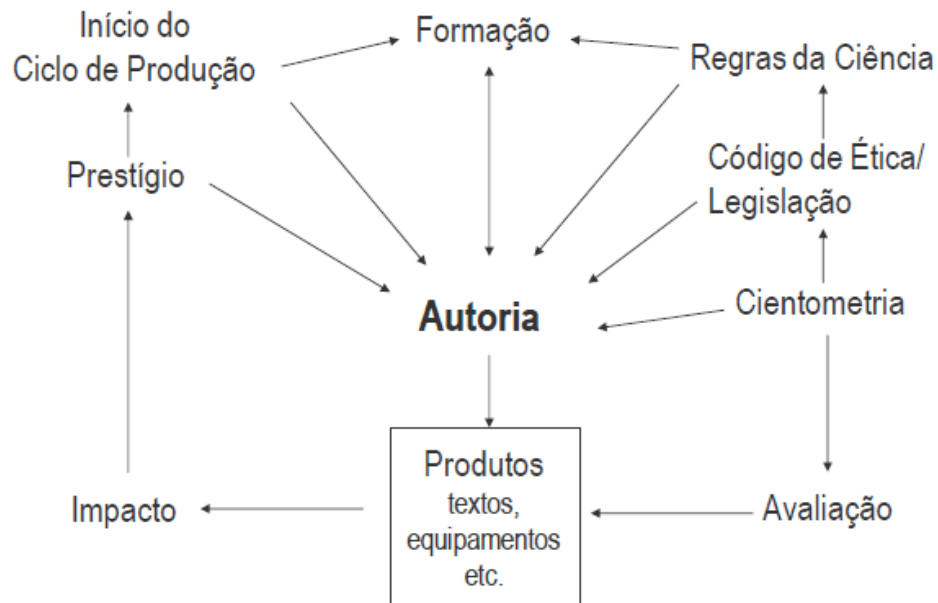 Início do
Ciclo de Produção
Formação
Regras da Ciência
Prestígio
Código de Ética/
Legislação
Autoria
Cientometria
Produtos
textos,
equipamentos
etc.
Impacto
Avaliação